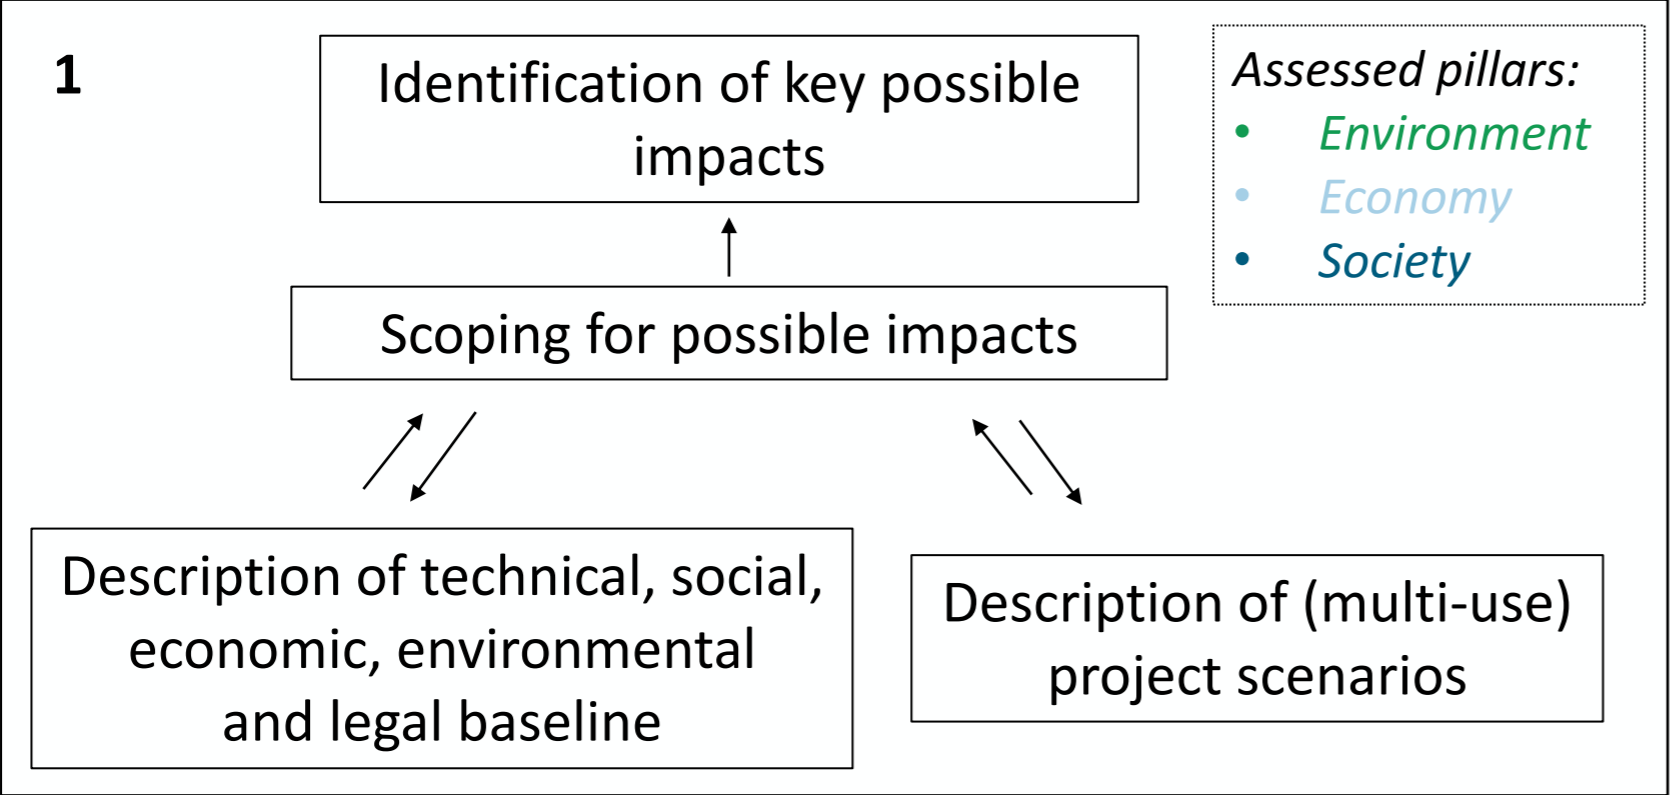 1
Identification of key possible
impacts
Assessed pillars:
• Environment
• Economy
• Society
Scoping for possible impacts
Description of technical, social,
economic, environmental
and legal baseline
Description of (multi-use)
project scenarios